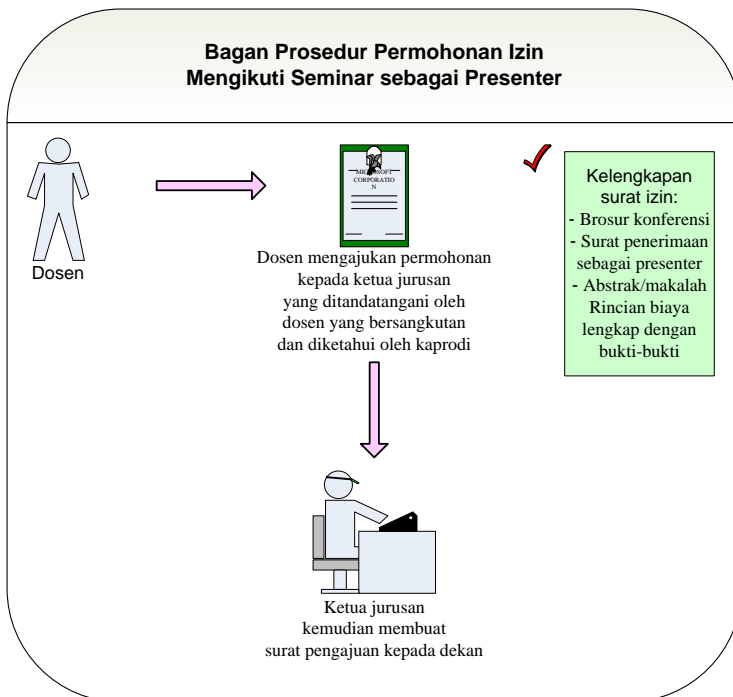 Bagan Prosedur Permohonan Izin
Mengikuti Seminar sebagai Presenter
Dosen
MICROSOFT
CORPORATIO
N
Dosen mengajukan permohonan
kepada ketua jurusan
yang ditandatangani oleh
dosen yang bersangkutan
dan diketahui oleh kaprodi
Kelengkapan
surat izin:
- Brosur konferensi
- Surat penerimaan
sebagai presenter
- Abstrak/makalah
Rincian biaya
lengkap dengan
bukti-bukti
Ketua jurusan
kemudian membuat
surat pengajuan kepada dekan